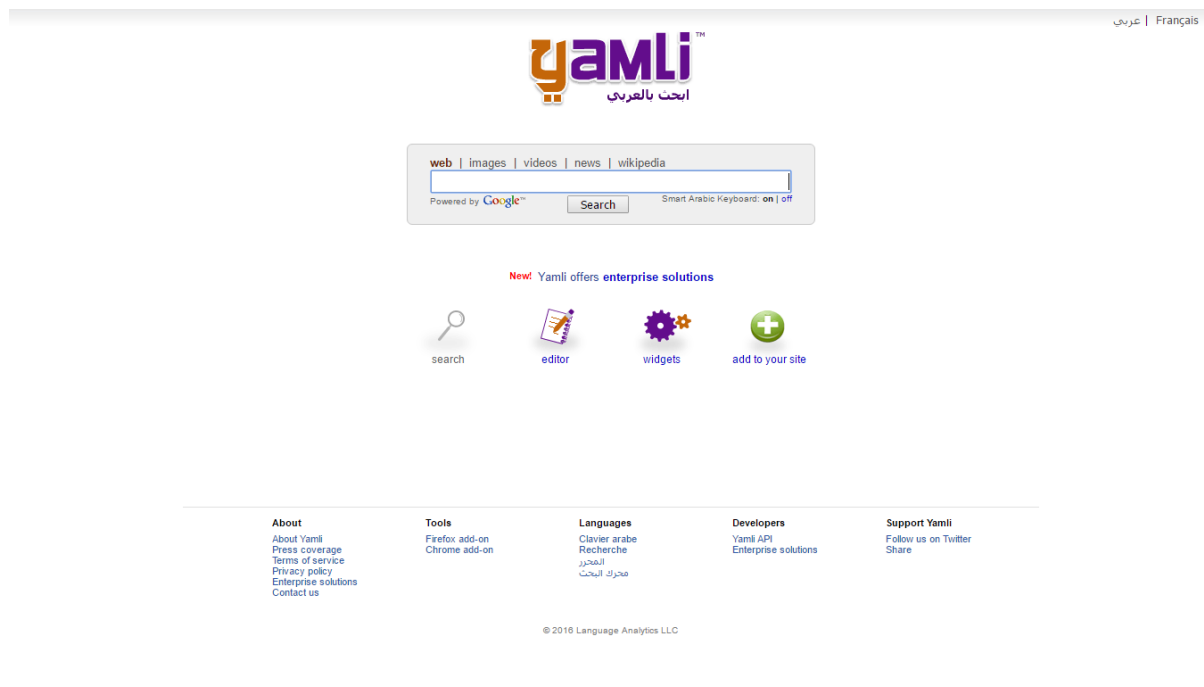 عربي | Français
yamli™
ابحث بالعربي
web | images | videos | news | wikipedia
Powered by Google™
Search
Smart Arabic Keyboard: on | off
New! Yamli offers enterprise solutions
search
editor
widgets
add to your site
About
About Yamli
Press coverage
Terms of service
Privacy policy
Enterprise solutions
Contact us
Tools
Firefox add-on
Chrome add-on
Languages
Clavier arabe
Recherche
المحرر
محرك البحث
Developers
Yamli API
Enterprise solutions
Support Yamli
Follow us on Twitter
Share
© 2016 Language Analytics LLC